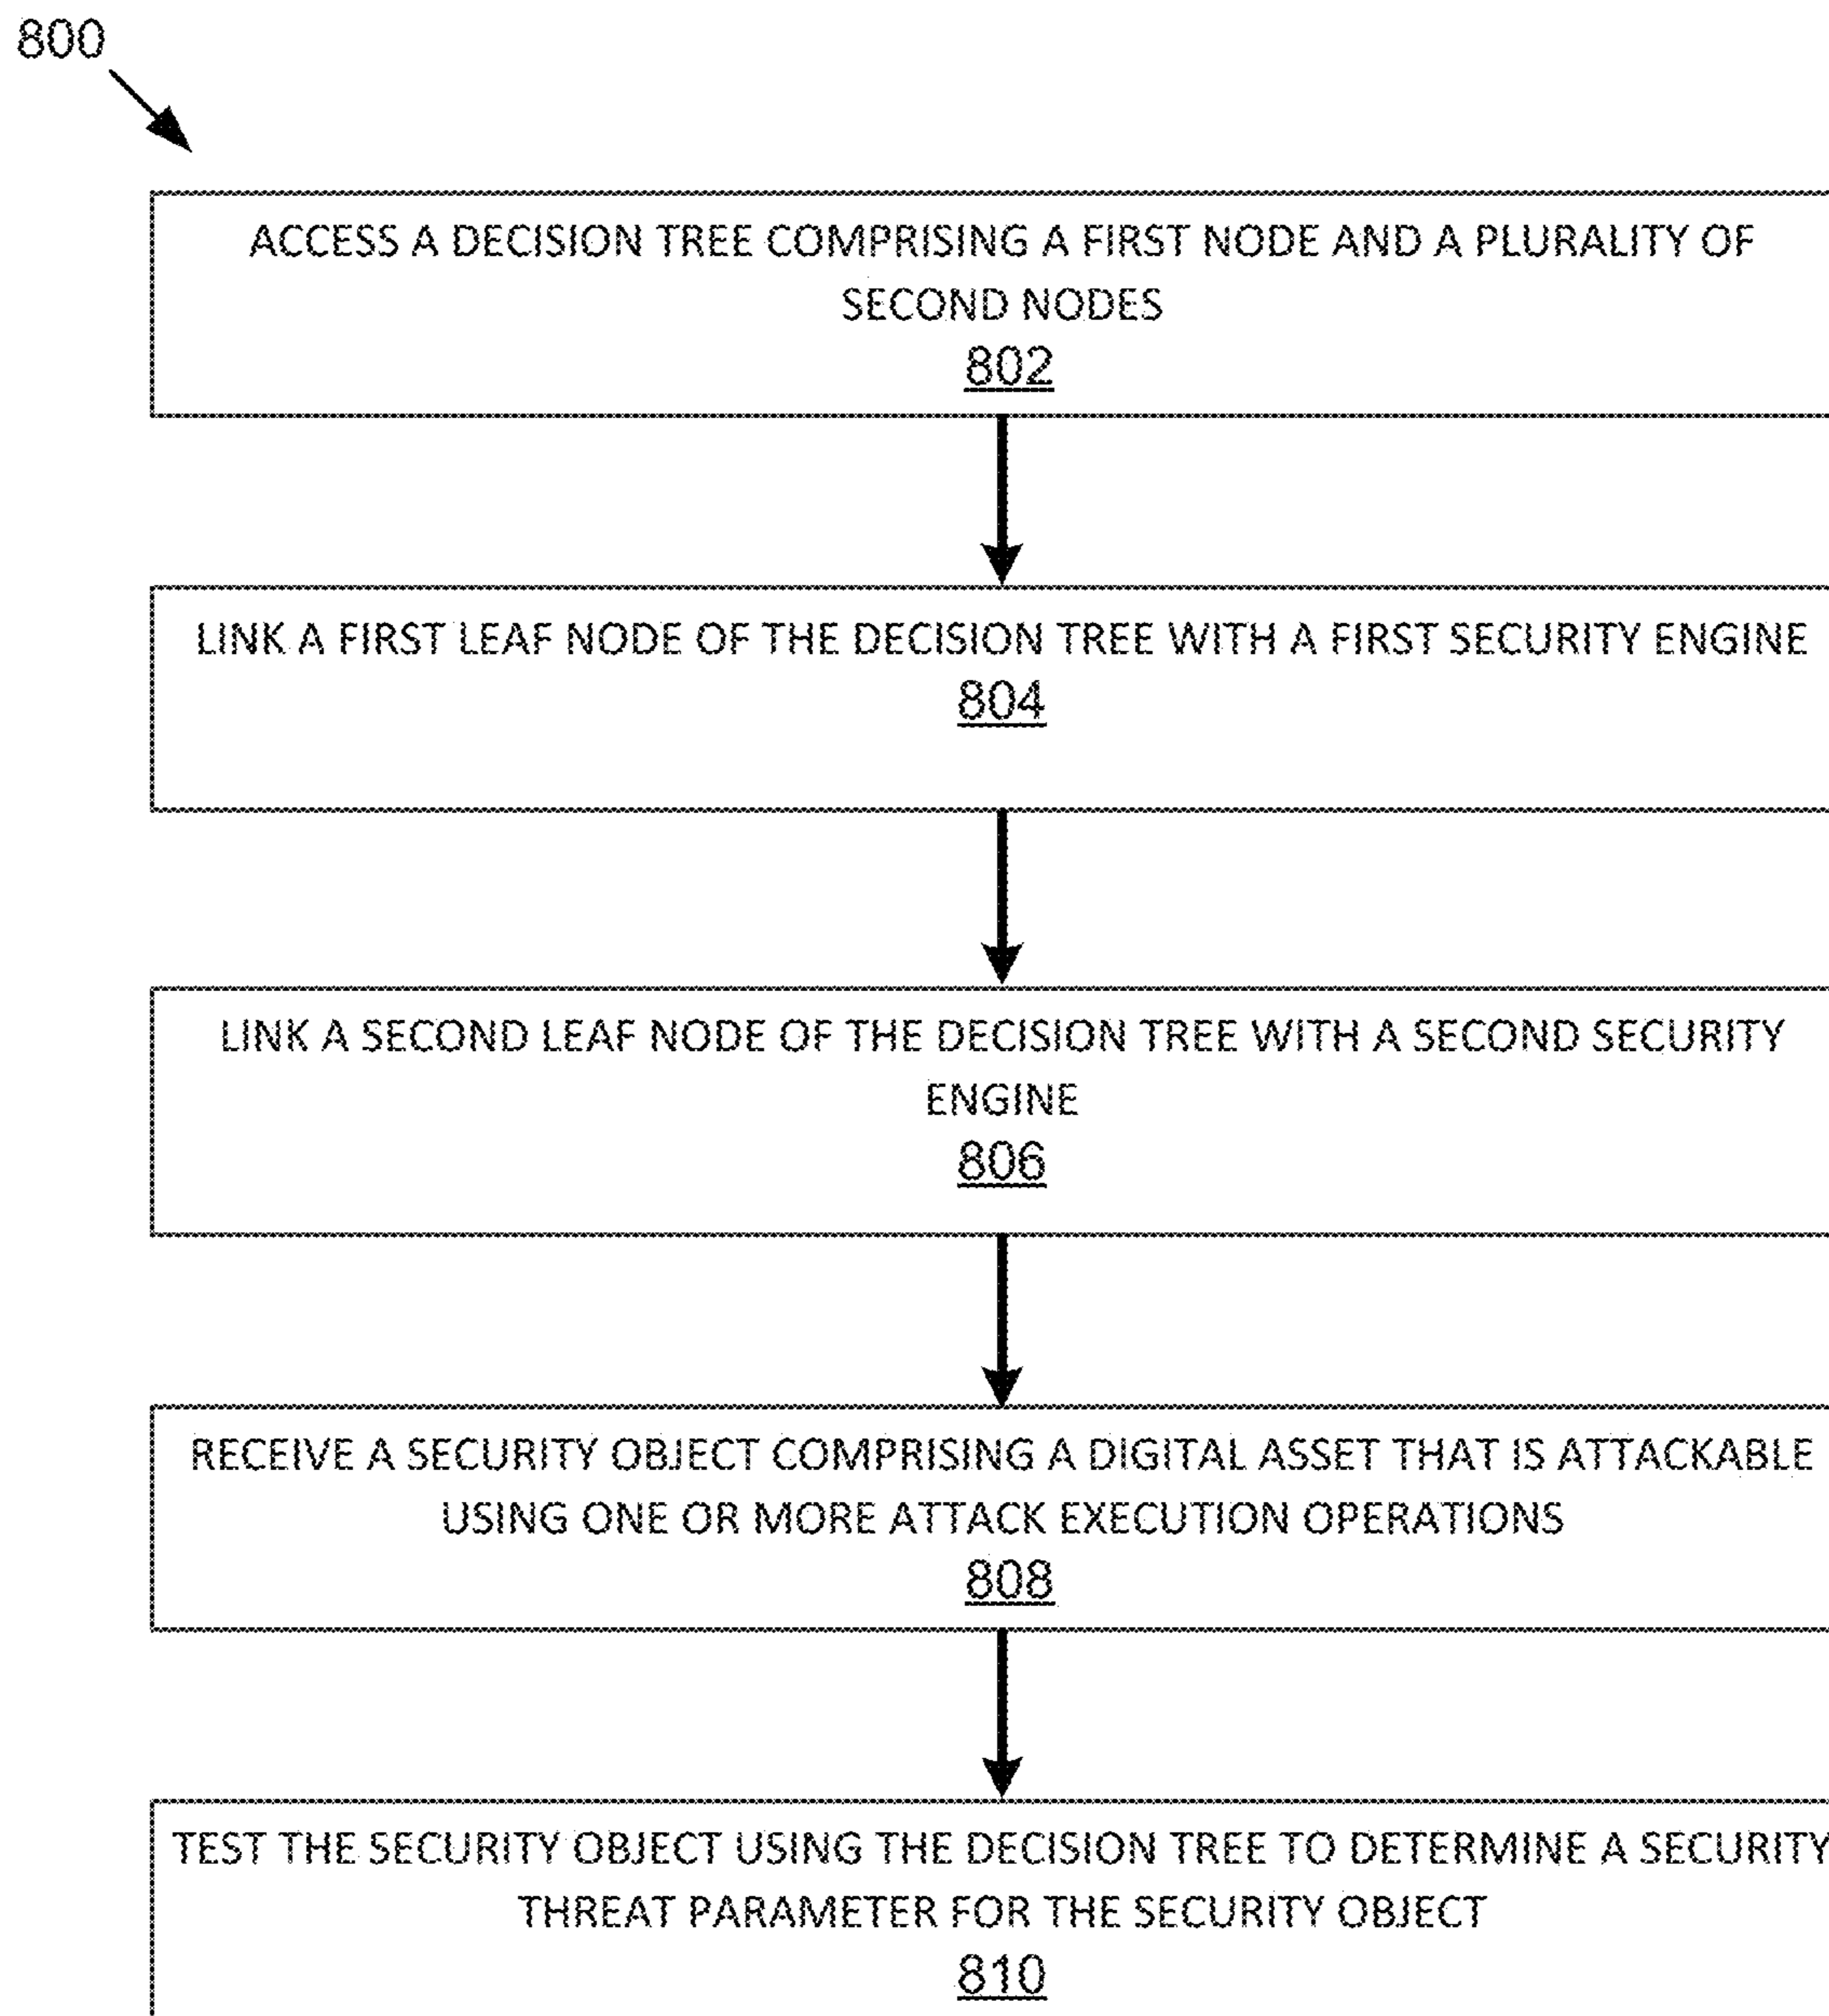 800
ACCESS A DECISION TREE COMPRISING A FIRST NODE AND A PLURALITY OF
SECOND NODES
802
LINK A FIRST LEAF NODE OF THE DECISION TREE WITH A FIRST SECURITY ENGINE
804
LINK A SECOND LEAF NODE OF THE DECISION TREE WITH A SECOND SECURITY
ENGINE
806
RECEIVE A SECURITY OBJECT COMPRISING A DIGITAL ASSET THAT IS ATTACKABLE
USING ONE OR MORE ATTACK EXECUTION OPERATIONS
808
TEST THE SECURITY OBJECT USING THE DECISION TREE TO DETERMINE A SECURITY
THREAT PARAMETER FOR THE SECURITY OBJECT
810